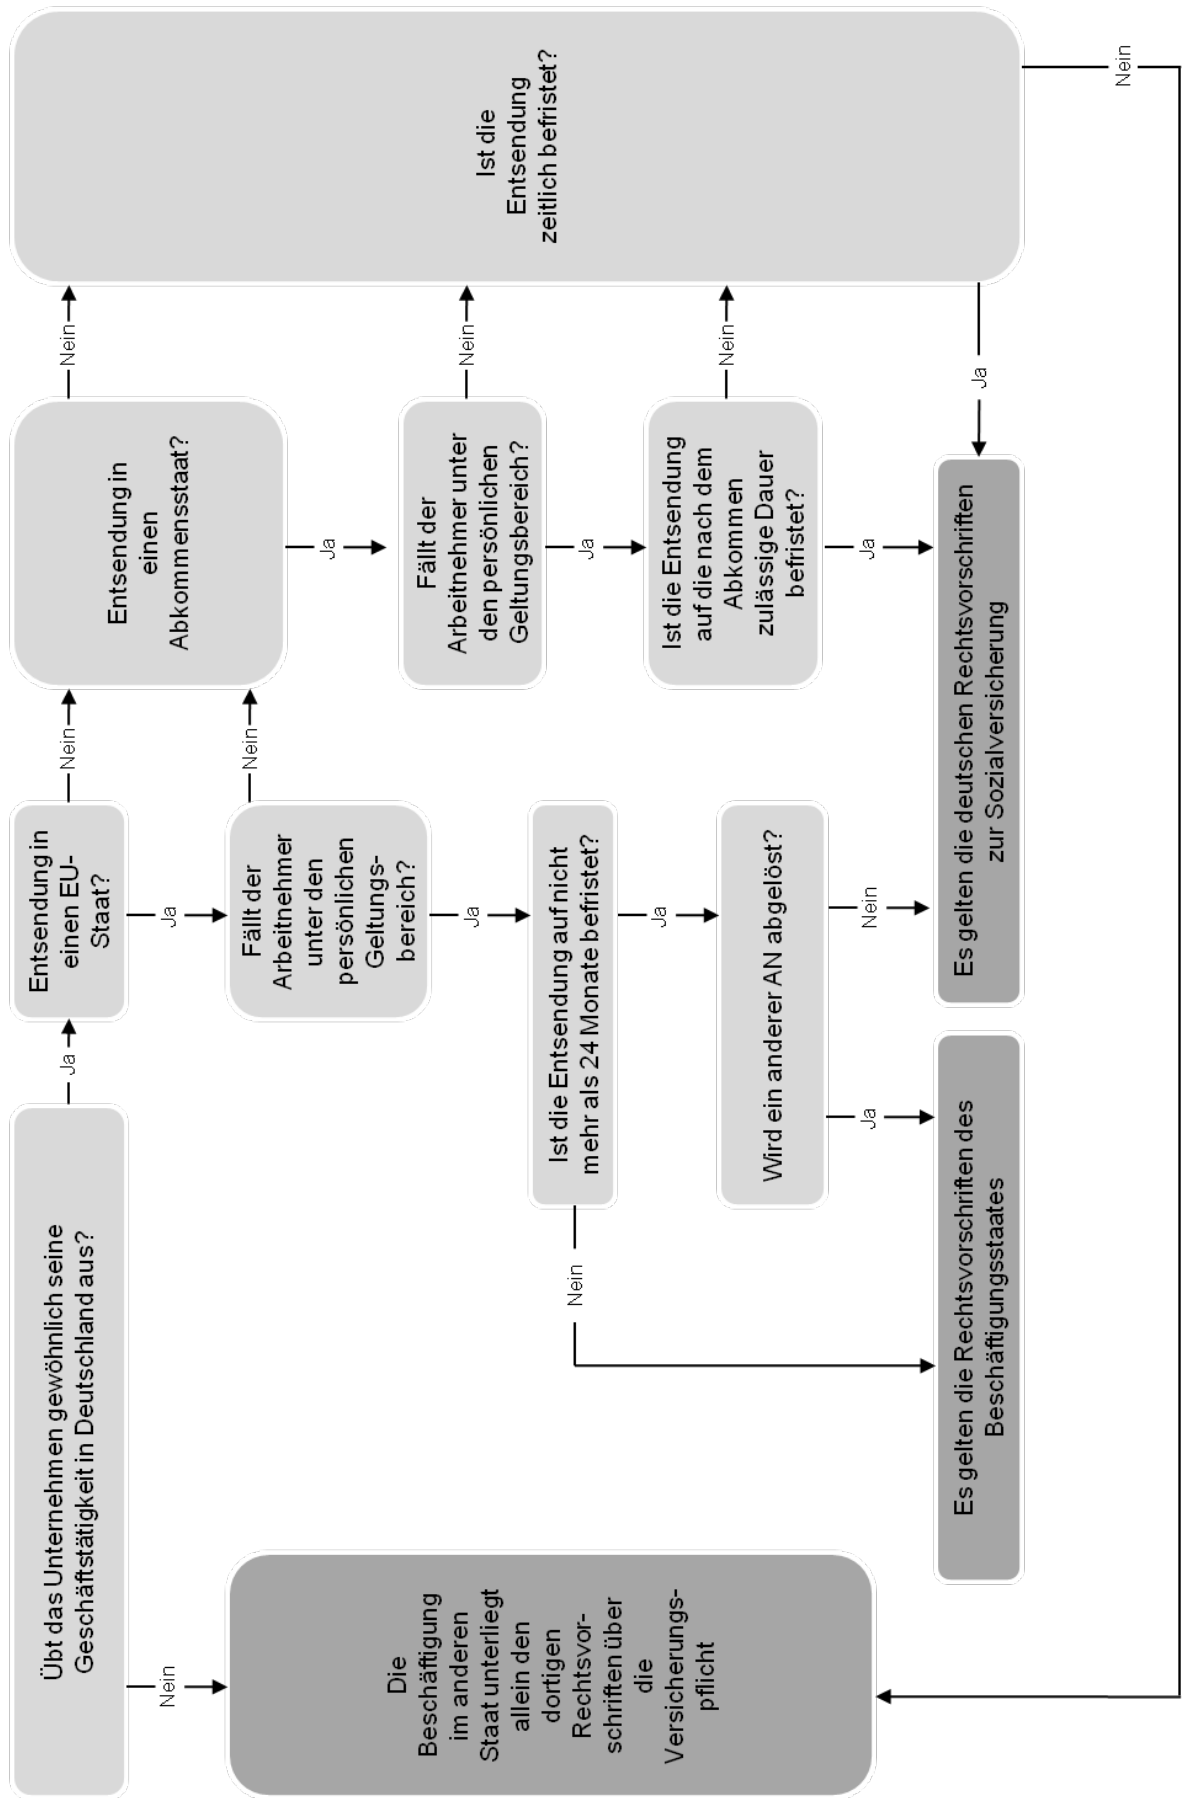 Übt das Unternehmen gewöhnlich seine
Geschäftstätigkeit in Deutschland aus?
Ja
Nein
Entsendung in
einen EU-
Staat?
Nein
Ja
Entsendung in
einen
Abkommensstaat?
Nein
Ja
Ist die
Entsendung
zeitlich befristet?
Nein
Ja
Die
Beschäftigung
im anderen
Staat unterliegt
allein den
dortigen
Rechtsvor-
schriften über
die
Versicherungs-
pflicht
Fällt der
Arbeitnehmer
unter den
persönlichen
Geltungs-
bereich?
Nein
Ja
Fällt der
Arbeitnehmer unter
den persönlichen
Geltungsbereich?
Nein
Ja
Ist die Entsendung auf nicht
mehr als 24 Monate befristet?
Nein
Ja
Ist die Entsendung
auf die nach dem
Abkommen
zulässige Dauer
befristet?
Nein
Ja
Wird ein anderer AN abgelöst?
Ja
Nein
Es gelten die Rechtsvorschriften des
Beschäftigungsstaates
Es gelten die deutschen Rechtsvorschriften
zur Sozialversicherung